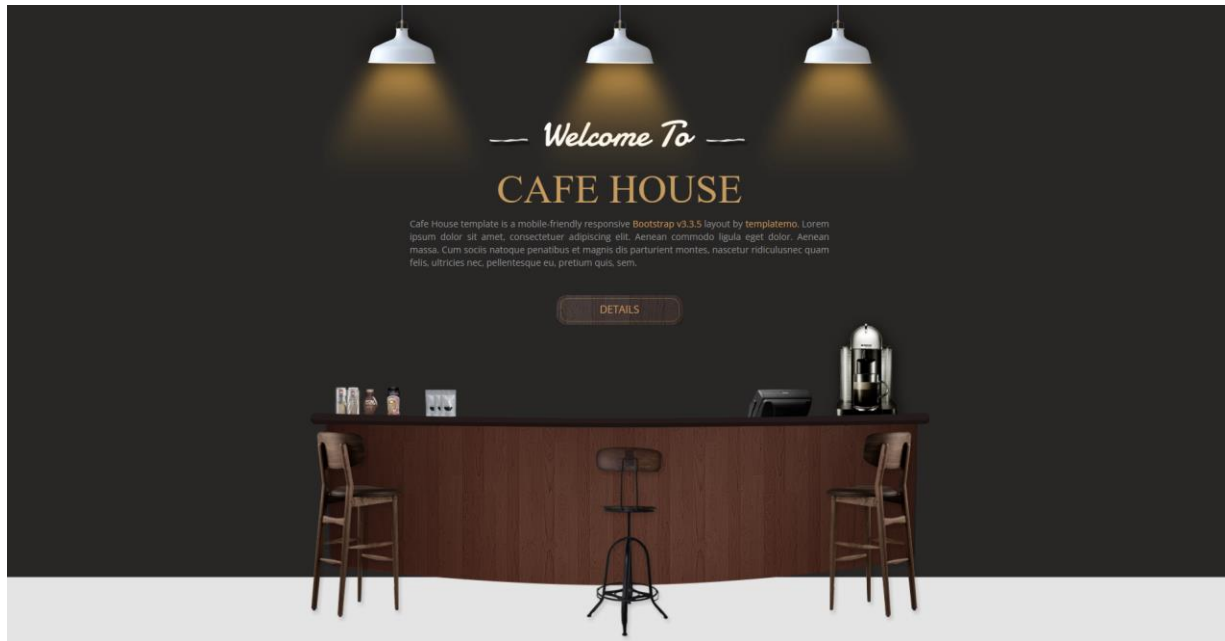 Welcome To
CAFE HOUSE
Cafe House template is a mobile-friendly responsive Bootstrap v3.3.5 layout by templatemo. Lorem
ipsum dolor sit amet, consectetuer adipiscing elit. Aenean commodo ligula eget dolor. Aenean
massa. Cum sociis natoque penatibus et magnis dis parturient montes, nascetur ridiculusnec quam
felis, ultricies nec, pellentesque eu, pretium quis, sem.
DETAILS